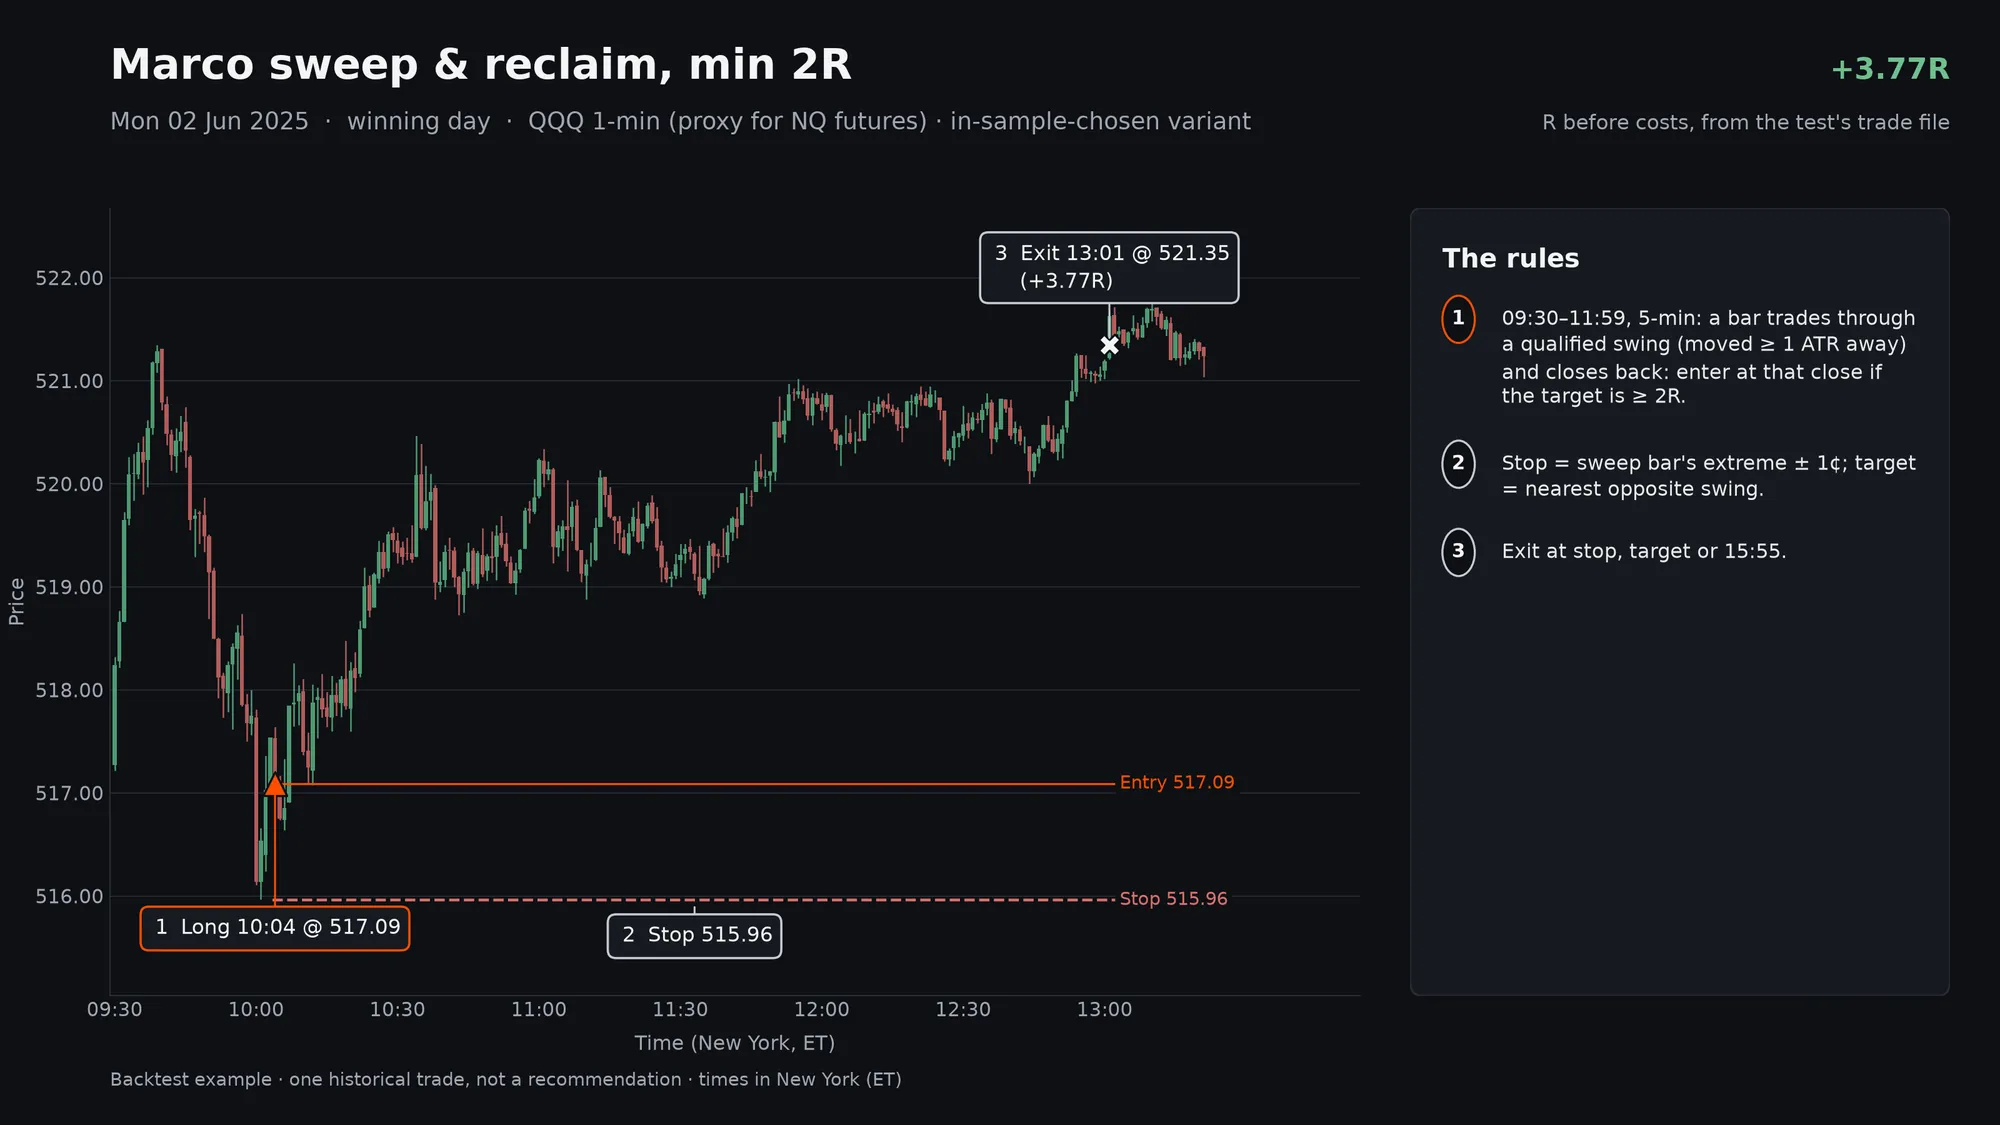 Marco sweep & reclaim, min 2R
+3.77R
Mon 02 Jun 2025 · winning day · QQQ 1-min (proxy for NQ futures) · in-sample-chosen variant
R before costs, from the test's trade file
3 Exit 13:01 @ 521.35
(+3.77R)
522.00
521.00
520.00
519.00
518.00
517.00
516.00
Price
Entry 517.09
Stop 515.96
1 Long 10:04 @ 517.09
2 Stop 515.96
09:30
10:00
10:30
11:00
11:30
12:00
12:30
13:00
Time (New York, ET)
The rules
1
09:30–11:59, 5-min: a bar trades through
a qualified swing (moved ≥ 1 ATR away)
and closes back: enter at that close if
the target is ≥ 2R.
2
Stop = sweep bar's extreme ± 1¢; target
= nearest opposite swing.
3
Exit at stop, target or 15:55.
Backtest example · one historical trade, not a recommendation · times in New York (ET)